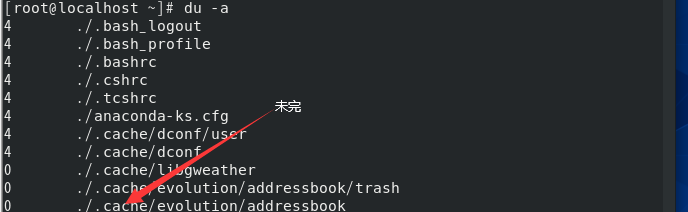 [root@localhost ~]# du -a
4 ./.bash_logout
4 ./.bash_profile
4 ./.bashrc
4 ./.cshrc
4 ./.tcshrc
4 ./anaconda-ks.cfg
未完
4 ./.cache/dconf/user
4 ./.cache/dconf
0 ./.cache/libgweather
0 ./.cache/evolution/addressbook/trash
0 ./.cache/evolution/addressbook